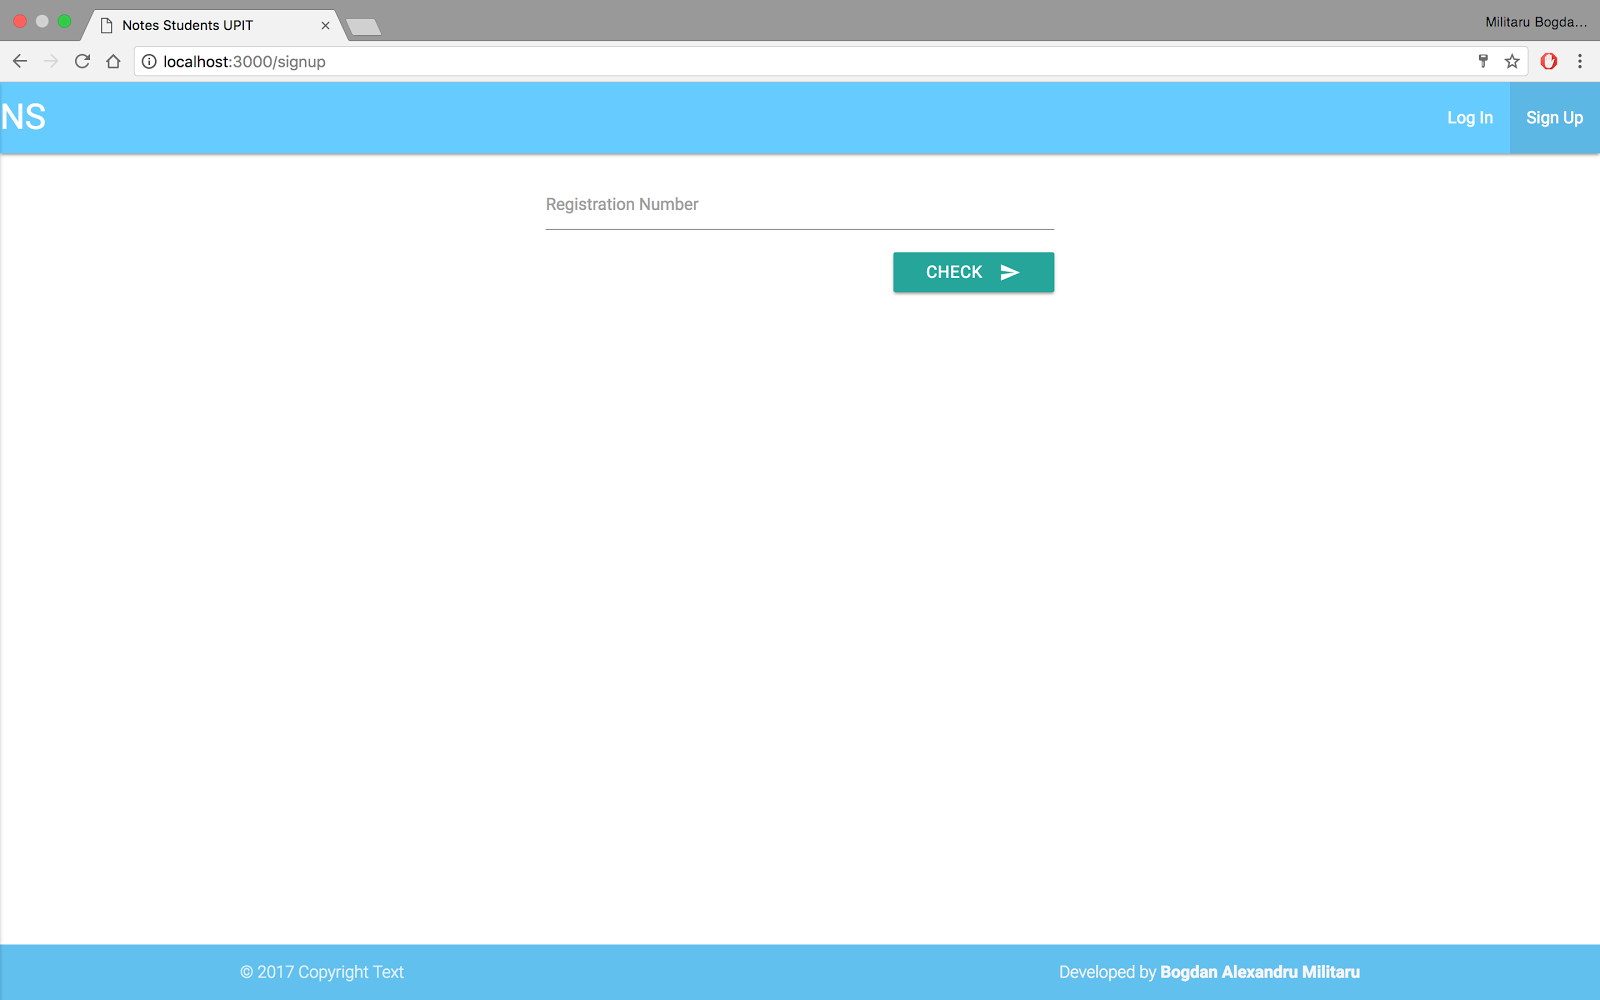 Notes Students UPIT
Militaru Bogda...
localhost:3000/signup
NS
Log In
Sign Up
Registration Number
CHECK
© 2017 Copyright Text
Developed by Bogdan Alexandru Militaru